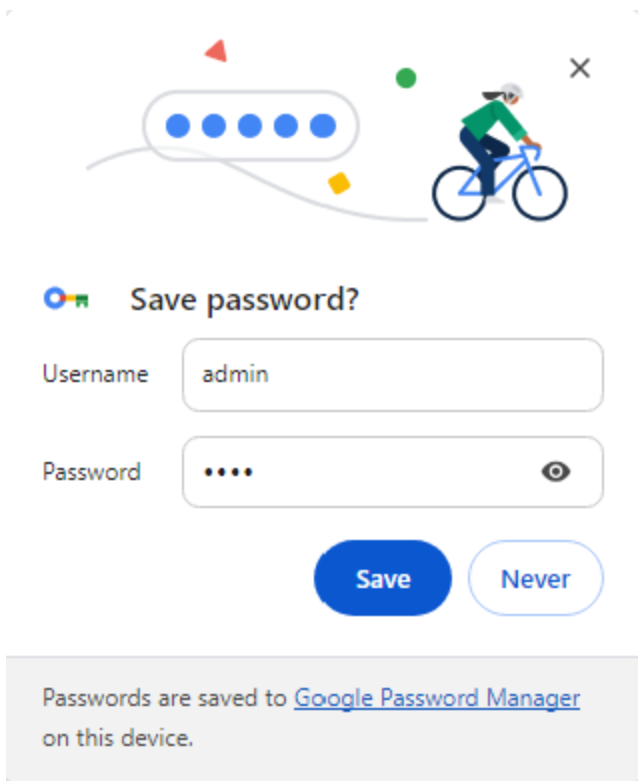 Save password?
Username admin
Password ••••
Save Never
Passwords are saved to Google Password Manager
on this device.